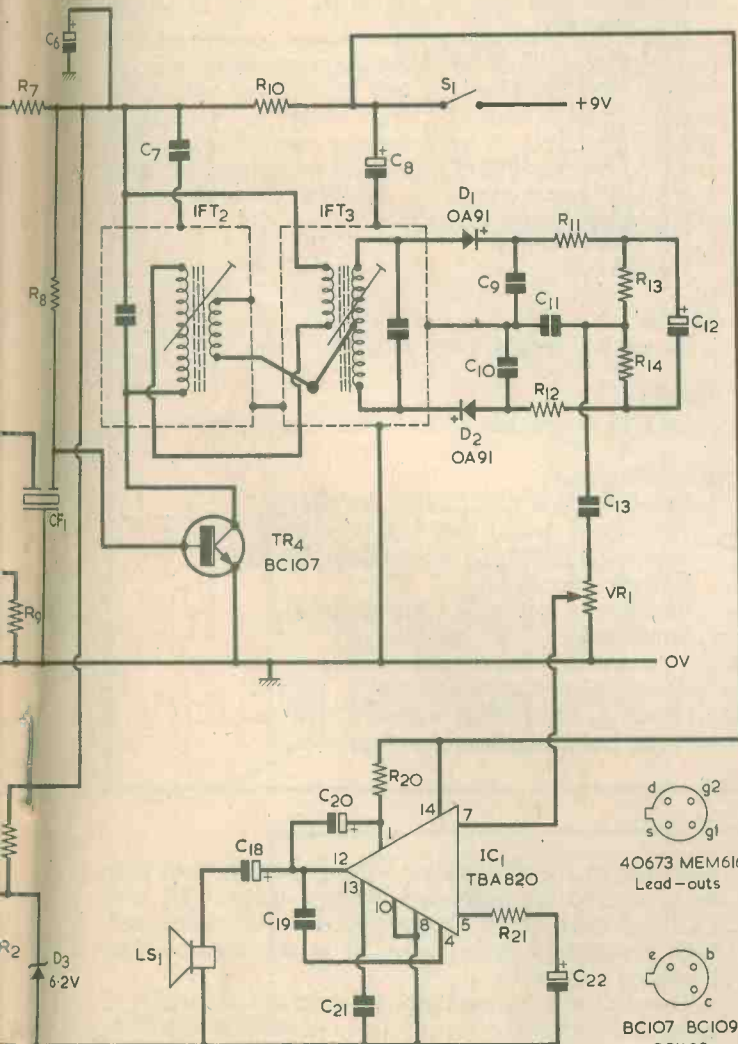 C6
R7
R10
S1
+9V
C7
C8
D1
OA91
R11
IFT2
IFT3
R8
C9
C11
R13
C12
C10
R14
R12
D2
OA91
C13
CF1
TR4
BC107
VR1
R9
0V
R20
C20
14
7
1
d
g2
s
g1
C18
12
IC1
TBA820
13
10
8
5
4
40673 MEM616
Lead-outs
C19
R21
R2
D3
6·2V
LS1
C21
C22
e
b
c
BC107 BC109